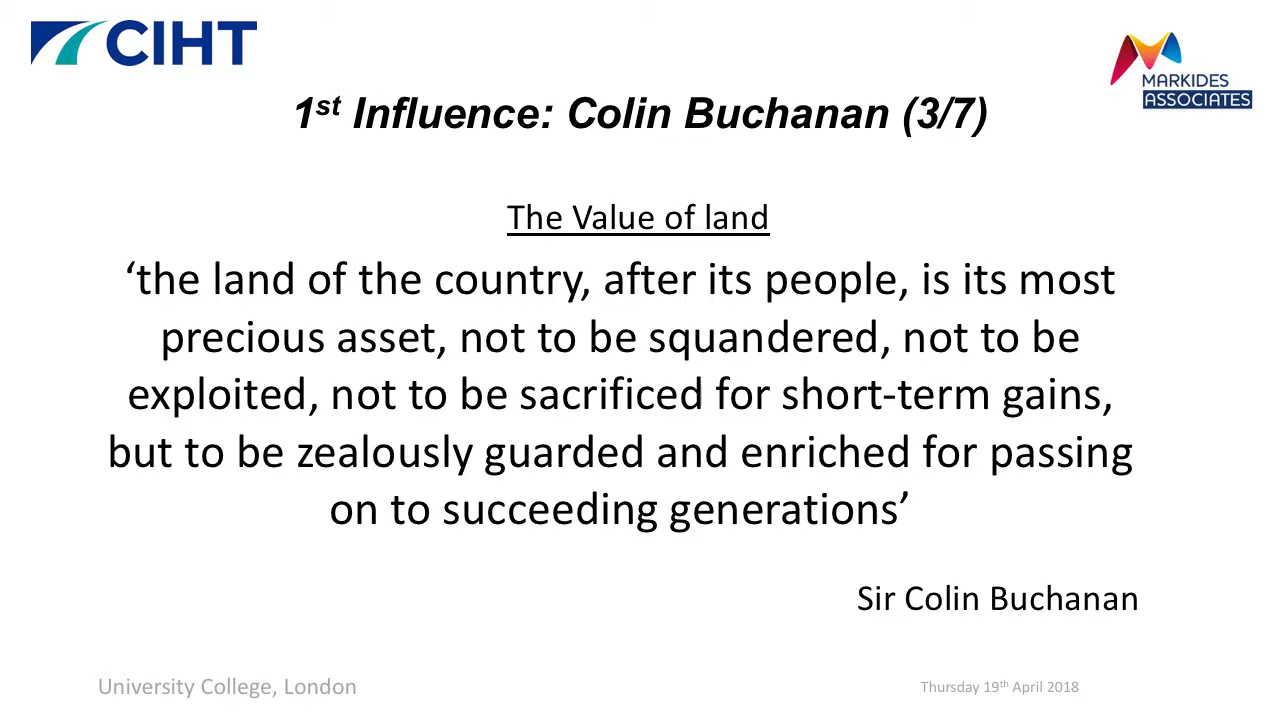 CIHT
MARKIDES
ASSOCIATES
1st Influence: Colin Buchanan (3/7)
The Value of land
‘the land of the country, after its people, is its most
precious asset, not to be squandered, not to be
exploited, not to be sacrificed for short-term gains,
but to be zealously guarded and enriched for passing
on to succeeding generations’
Sir Colin Buchanan
University College, London
Thursday 19th April 2018